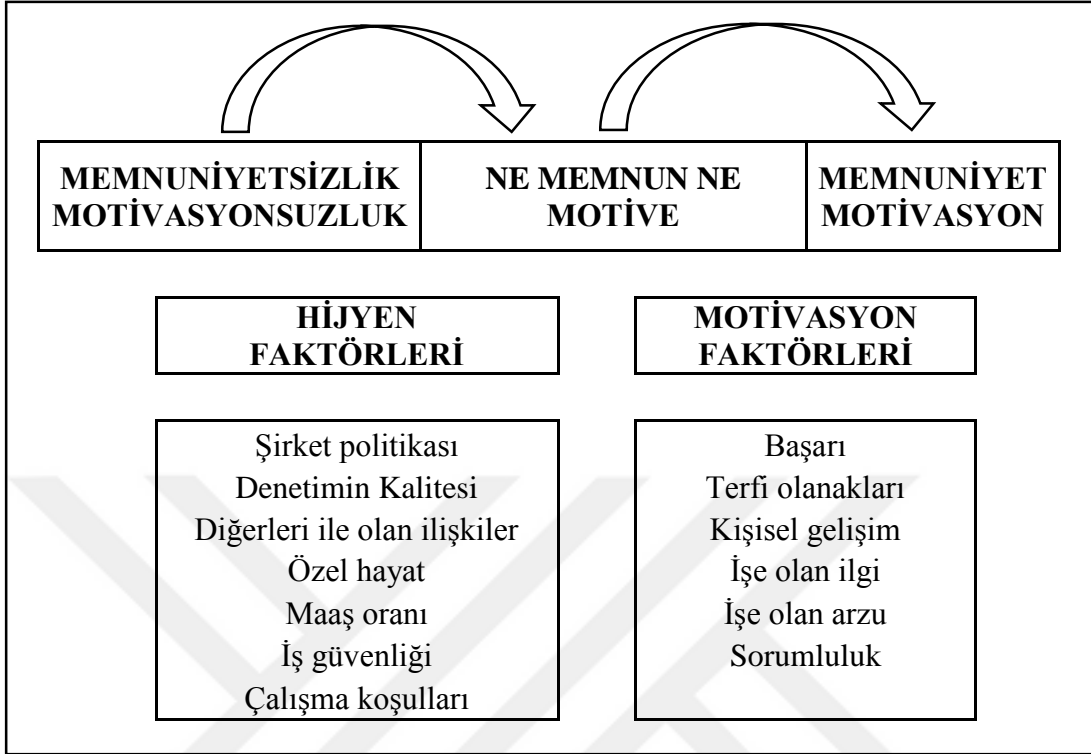 MEMNUNİYETSİZLİK
MOTİVASYONSUZLUK
NE MEMNUN NE
MOTİVE
MEMNUNİYET
MOTİVASYON
HİJYEN
FAKTÖRLERİ
MOTİVASYON
FAKTÖRLERİ
Şirket politikası
Denetimin Kalitesi
Diğerleri ile olan ilişkiler
Özel hayat
Maaş oranı
İş güvenliği
Çalışma koşulları
Başarı
Terfi olanakları
Kişisel gelişim
İşe olan ilgi
İşe olan arzu
Sorumluluk